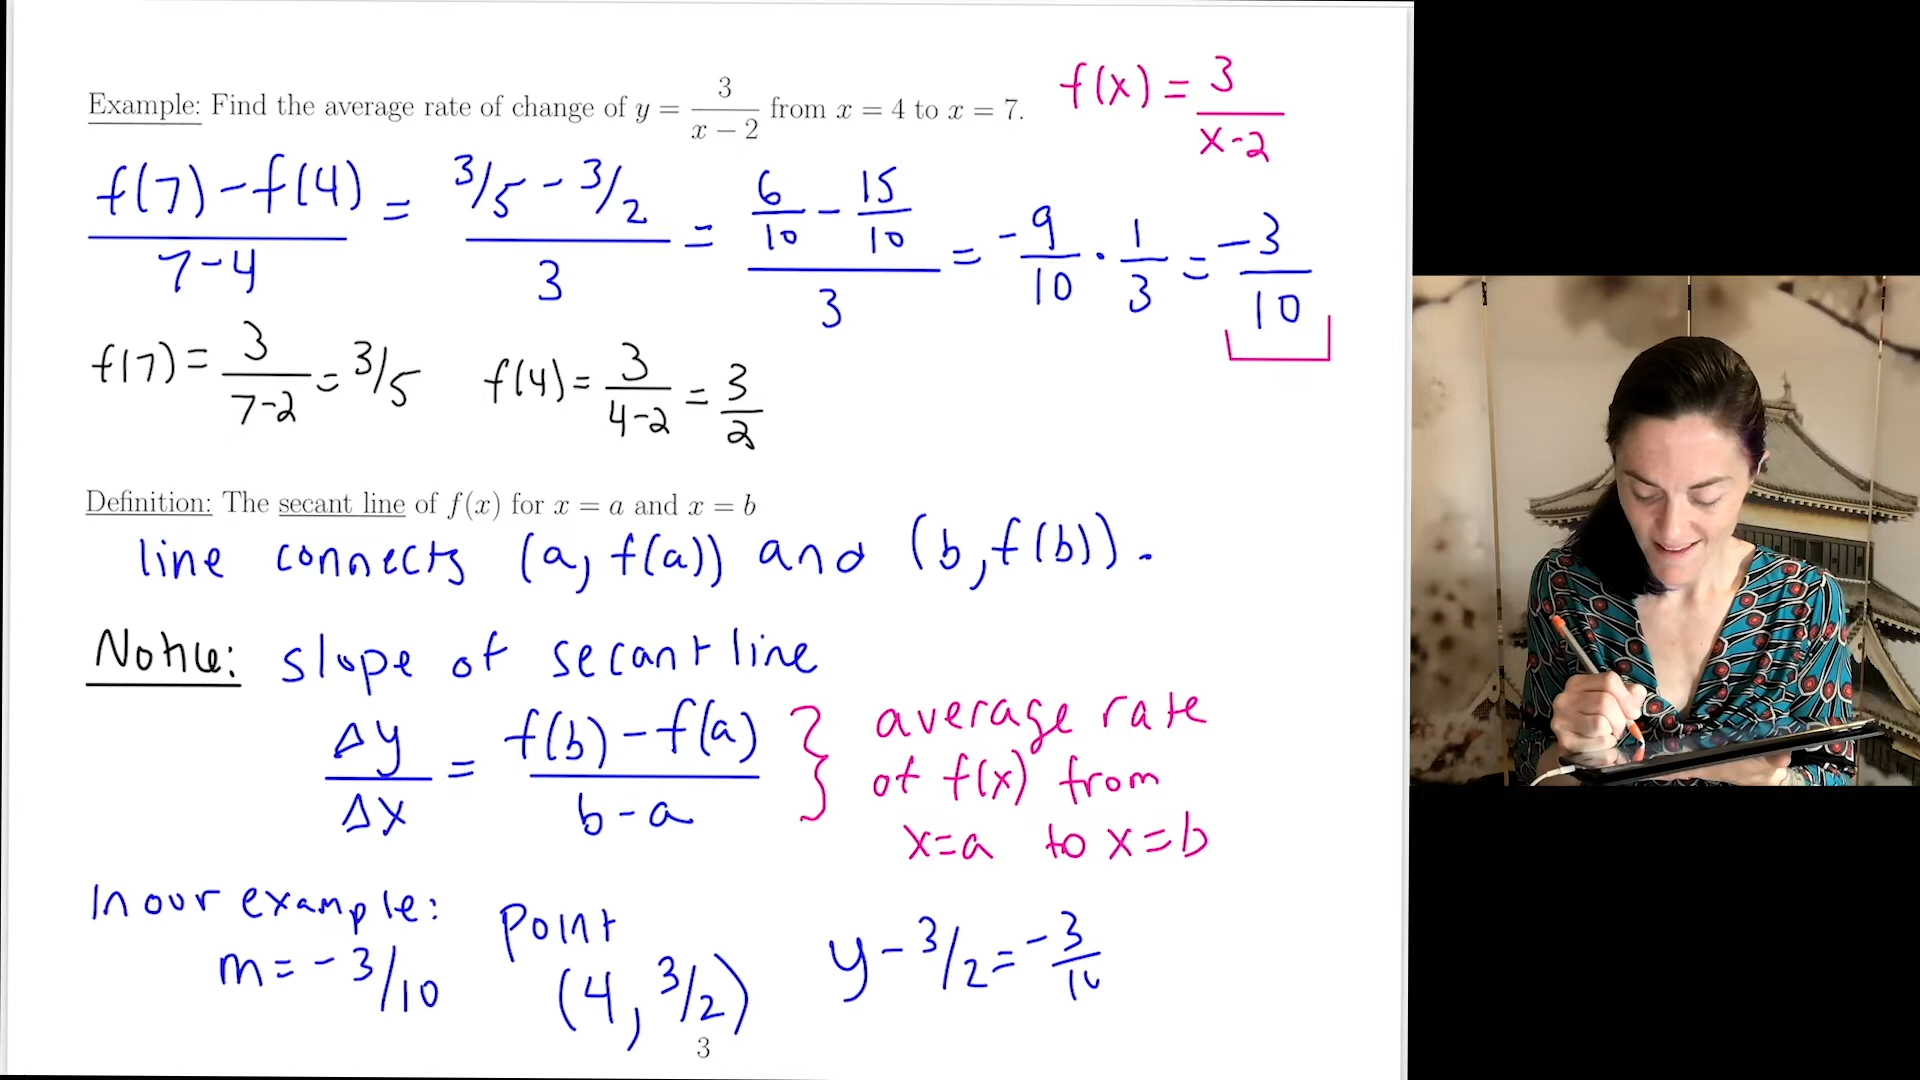 Example: Find the average rate of change of y = 3/(x − 2) from x = 4 to x = 7.
f(x) = 3/(x-2)
(f(7) - f(4))/(7-4) = (3/5 - 3/2)/3 = (6/10 - 15/10)/3 = -9/10 · 1/3 = -3/10
f(7) = 3/(7-2) = 3/5 f(4) = 3/(4-2) = 3/2
Definition: The secant line of f(x) for x = a and x = b
line connects (a, f(a)) and (b, f(b)).
Notice: slope of secant line
Δy/Δx = (f(b) - f(a))/(b-a) } average rate
of f(x) from
x=a to x=b
In our example:
m = -3/10
Point
(4, 3/2)
y - 3/2 = -3/10
3